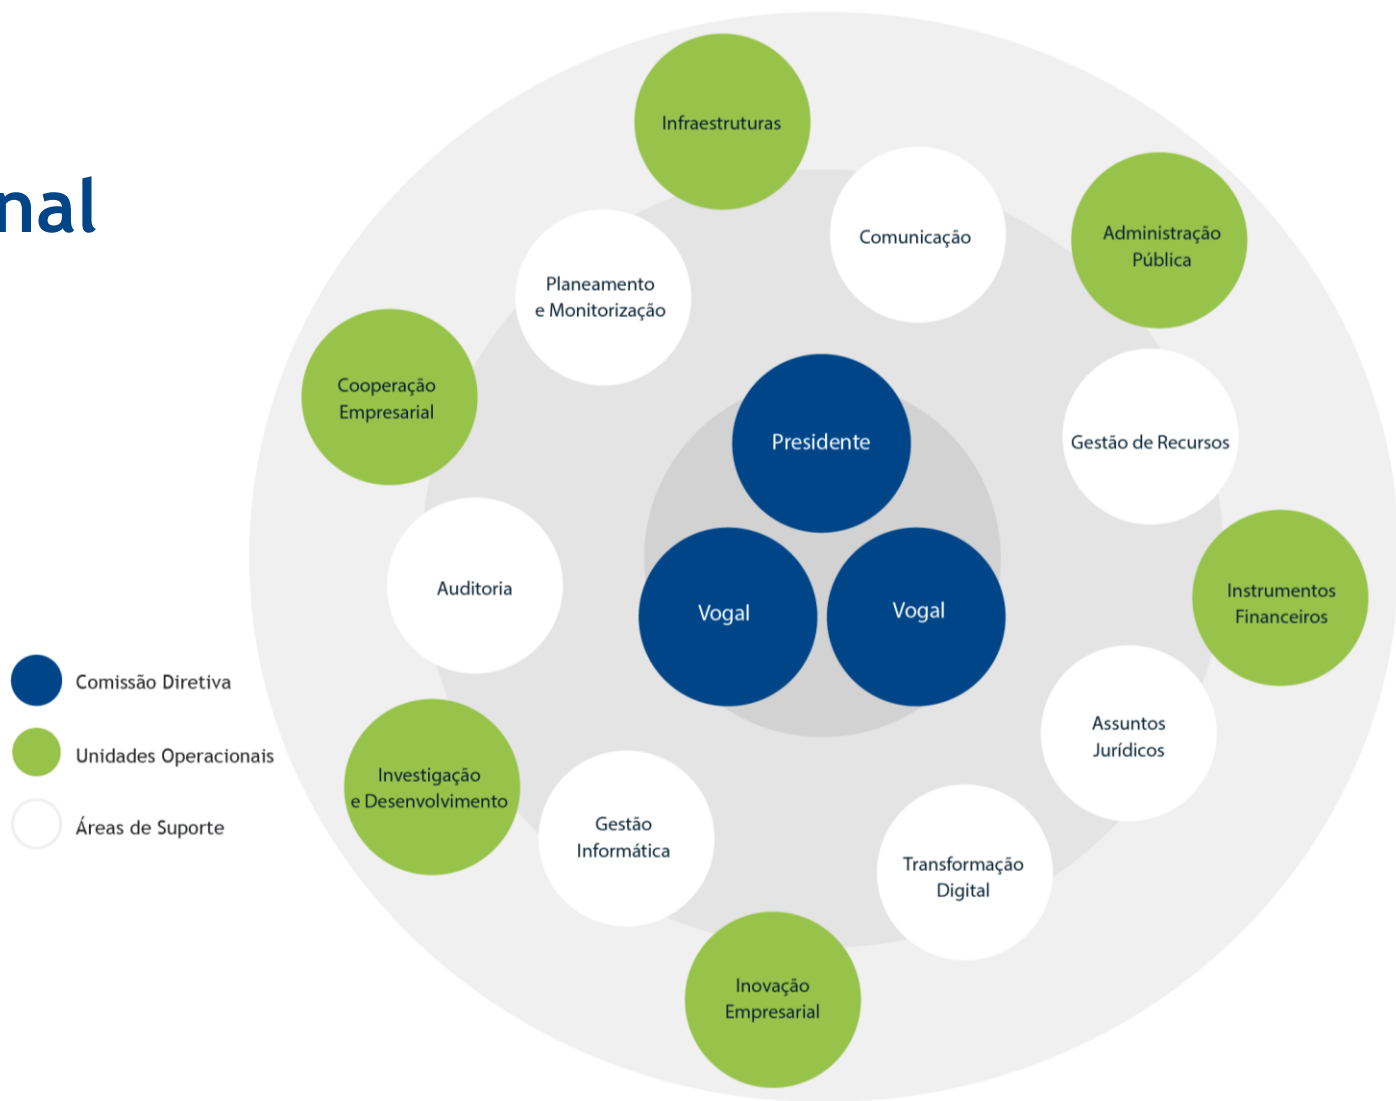 nal
Infraestruturas
Comunicação
Administração
Pública
Planeamento
e Monitorização
Cooperação
Empresarial
Presidente
Gestão de Recursos
Auditoria
Vogal
Vogal
Instrumentos
Financeiros
Comissão Diretiva
Unidades Operacionais
Áreas de Suporte
Assuntos
Jurídicos
Investigação
e Desenvolvimento
Gestão
Informática
Transformação
Digital
Inovação
Empresarial